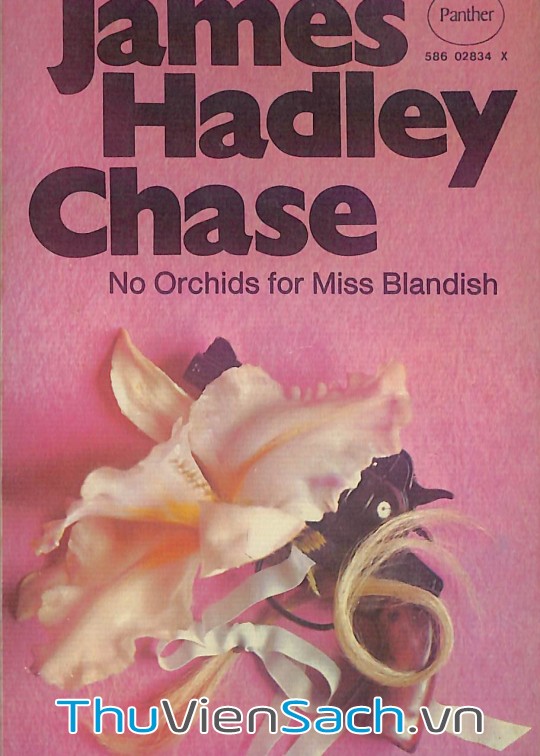 James
Panther
586 02834 X
Hadley
Chase
No Orchids for Miss Blandish
ThuVienSach.vn